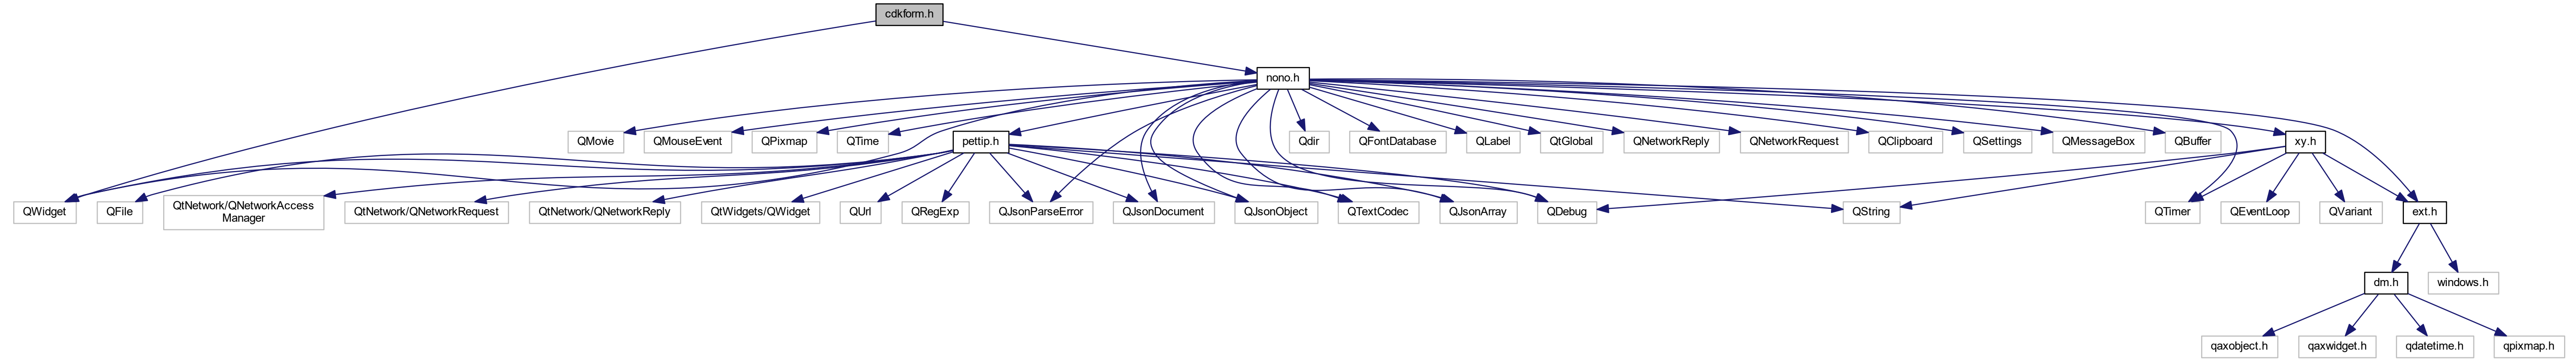 cdkform.h
nono.h
QMovie
QMouseEvent
QPixmap
QTime
pettip.h
Qdir
QFontDatabase
QLabel
QtGlobal
QNetworkReply
QNetworkRequest
QClipboard
QSettings
QMessageBox
QBuffer
xy.h
QWidget
QFile
QtNetwork/QNetworkAccess
Manager
QtNetwork/QNetworkRequest
QtNetwork/QNetworkReply
QtWidgets/QWidget
QUrl
QRegExp
QJsonParseError
QJsonDocument
QJsonObject
QTextCodec
QJsonArray
QDebug
QString
QTimer
QEventLoop
QVariant
ext.h
dm.h
windows.h
qaxobject.h
qaxwidget.h
qdatetime.h
qpixmap.h